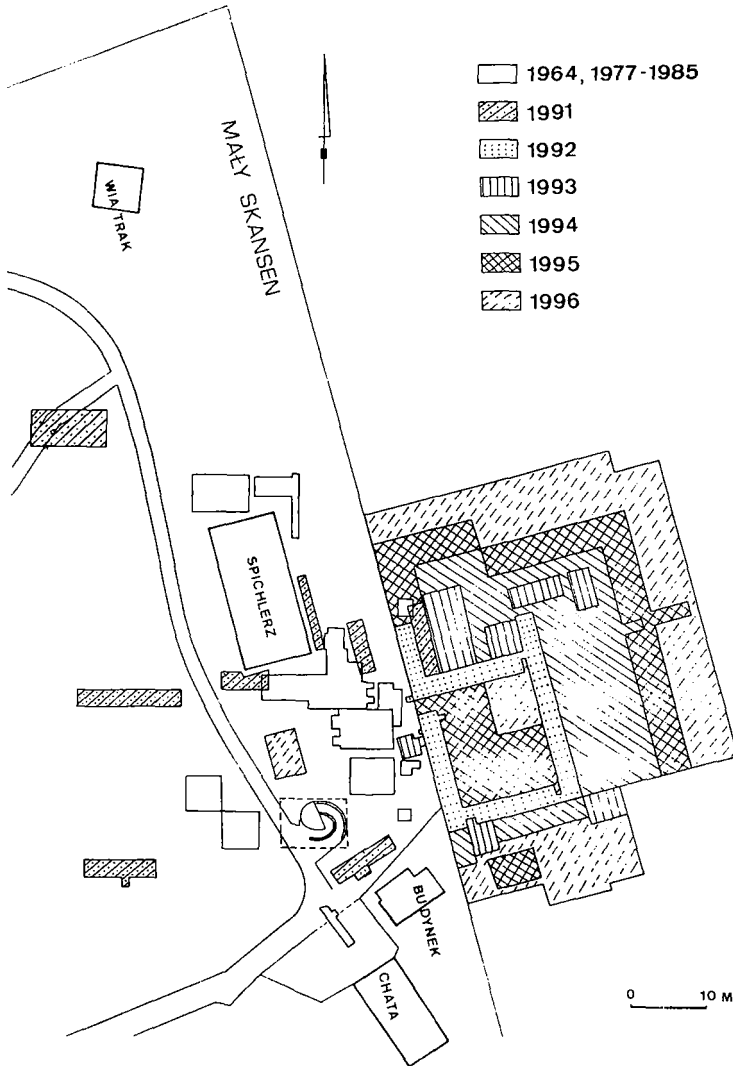 1964, 1977-1985
1991
1992
1993
1994
1995
1996
MAŁY SKANSEN
WIATRAK
SPICHLERZ
BUDYNEK
CHATA
0 10 M